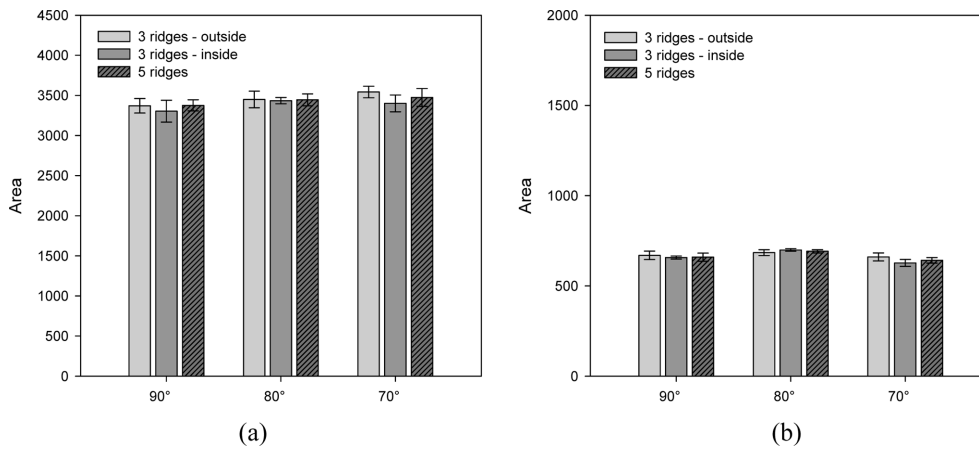 4500
4000
3500
3000
2500
2000
1500
1000
500
0
Area
3 ridges - outside
3 ridges - inside
5 ridges
90°
80°
70°
(a)
2000
1500
1000
500
0
Area
3 ridges - outside
3 ridges - inside
5 ridges
90°
80°
70°
(b)